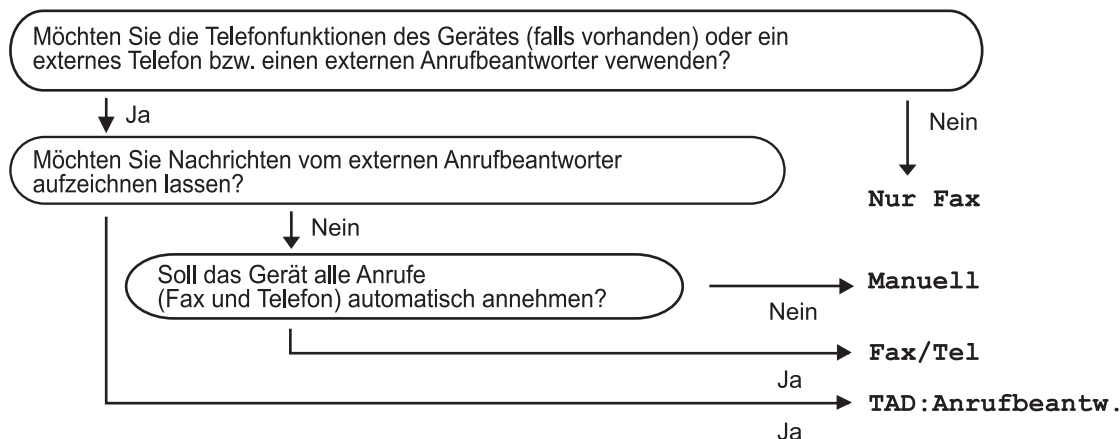 Möchten Sie die Telefonfunktionen des Gerätes (falls vorhanden) oder ein
externes Telefon bzw. einen externen Anrufbeantworter verwenden?
Ja
Nein
Möchten Sie Nachrichten vom externen Anrufbeantworter
aufzeichnen lassen?
Nur Fax
Nein
Soll das Gerät alle Anrufe
(Fax und Telefon) automatisch annehmen?
Manuell
Nein
Fax/Tel
Ja
TAD:Anrufbeantw.
Ja